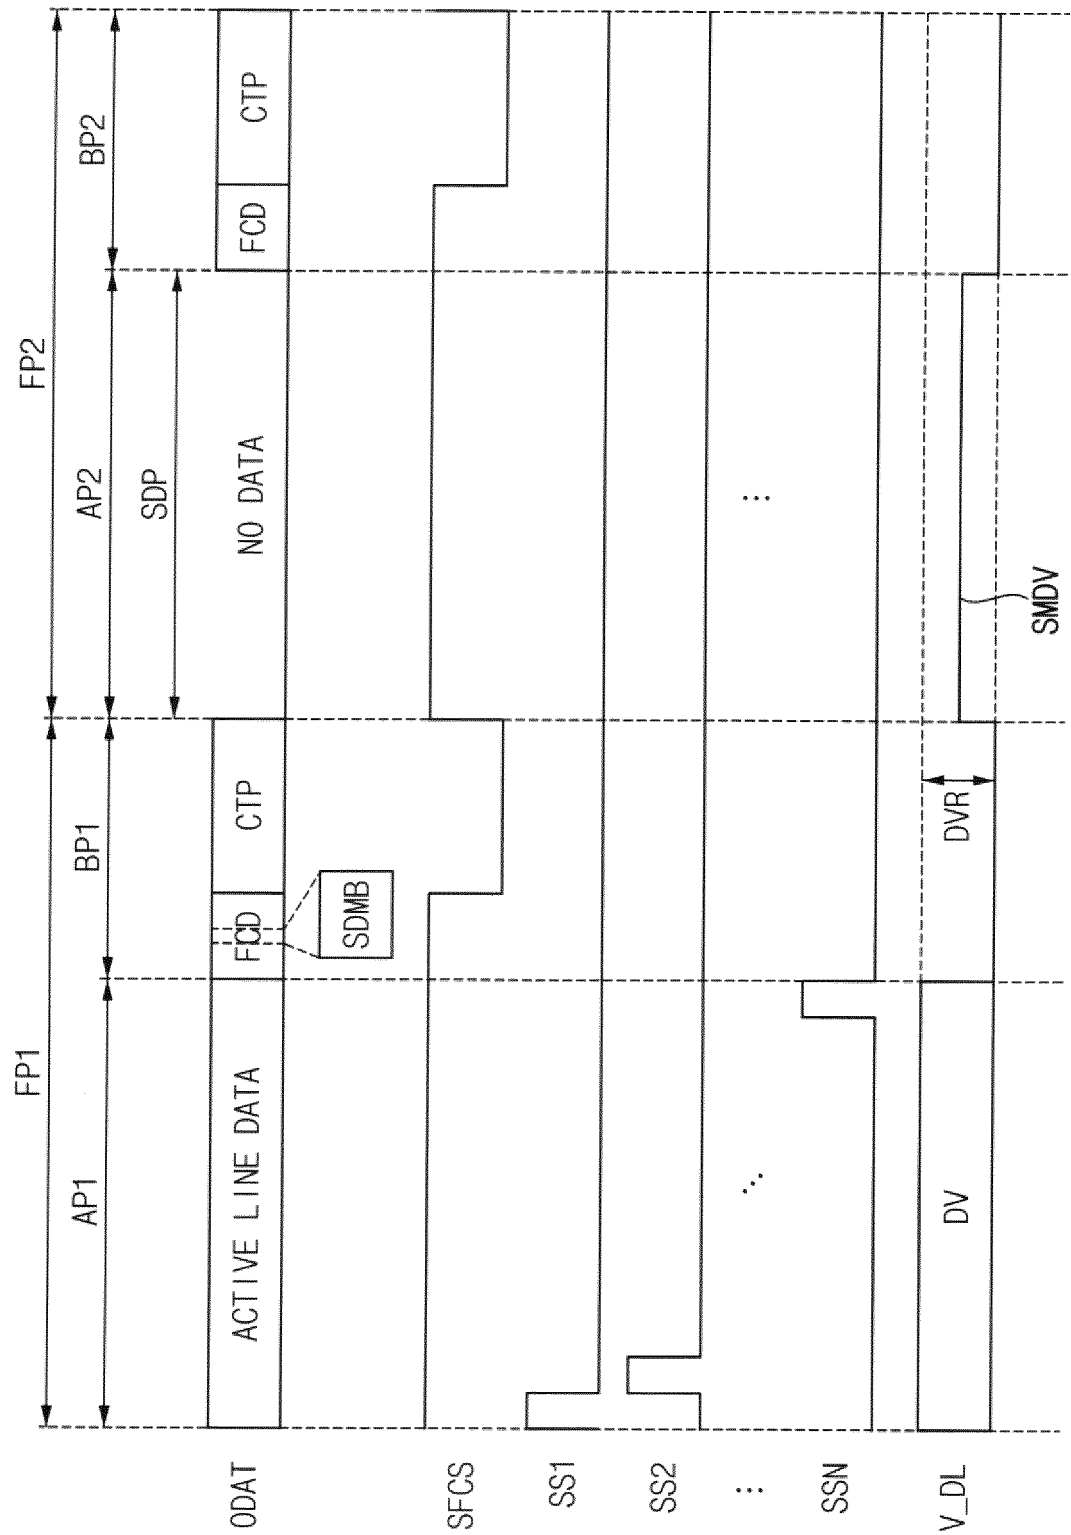 FP1
FP2
AP1
BP1
AP2
BP2
SDP
ODAT
ACTIVE LINE DATA
FCD
CTP
NO DATA
FCD
CTP
SDMB
SFCS
SS1
SS2
⋮
⋱
⋮
SSN
V_DL
DV
DVR
SMDV